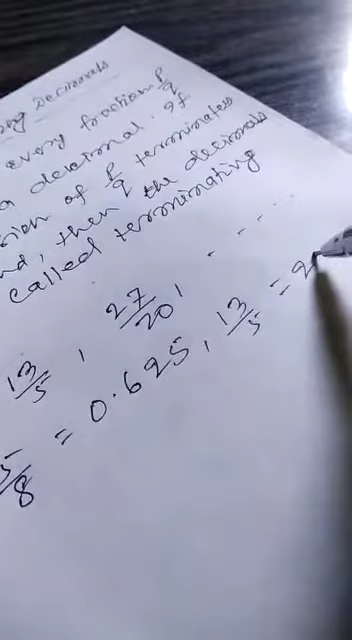 Decimals
every fraction p/q
a decimal. If
sion of p/q terminates
nd, then the decimals
called terminating
13/5, 27/20, - - - - ...
5/8 = 0.625, 13/5 = 2